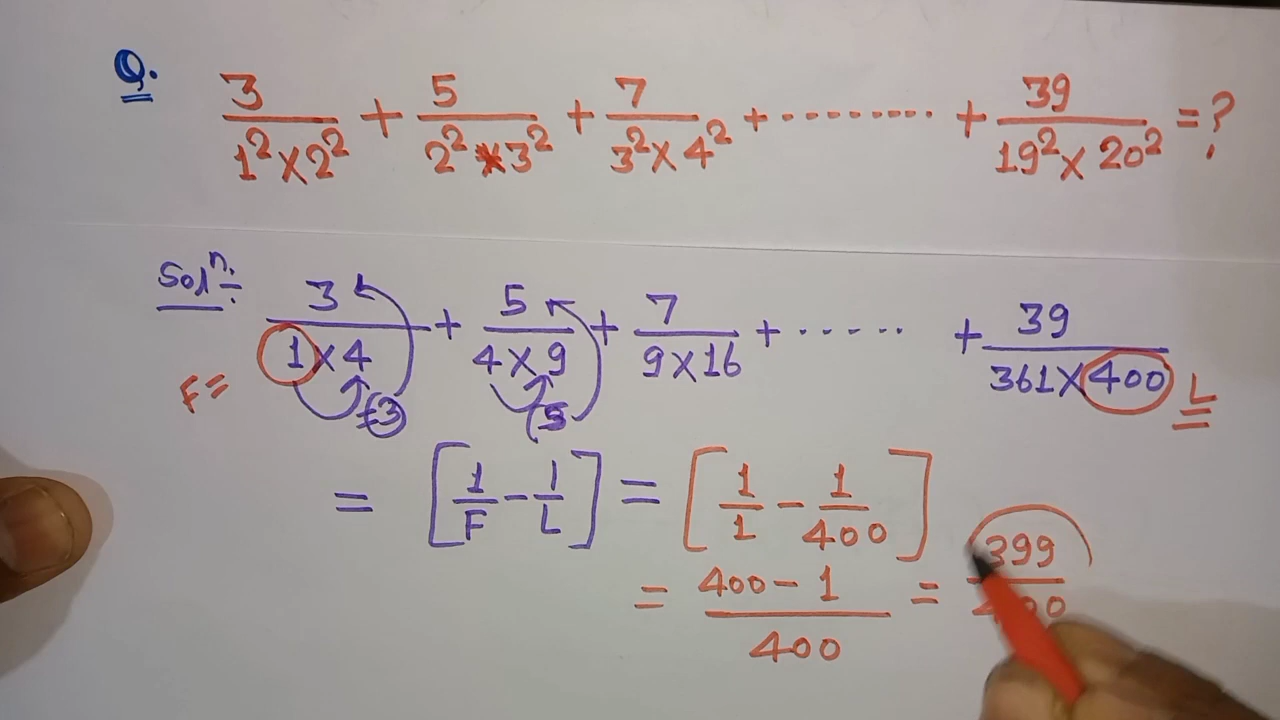 Q. 3/(1²×2²) + 5/(2²×3²) + 7/(3²×4²) + ......... + 39/(19²×20²) = ?
Solⁿ:- 3/(1×4) + 5/(4×9) + 7/(9×16) + ..... + 39/(361×400)
F= L
3 5
= [1/F - 1/L] = [1/1 - 1/400]
= (400-1)/400 = 399/400